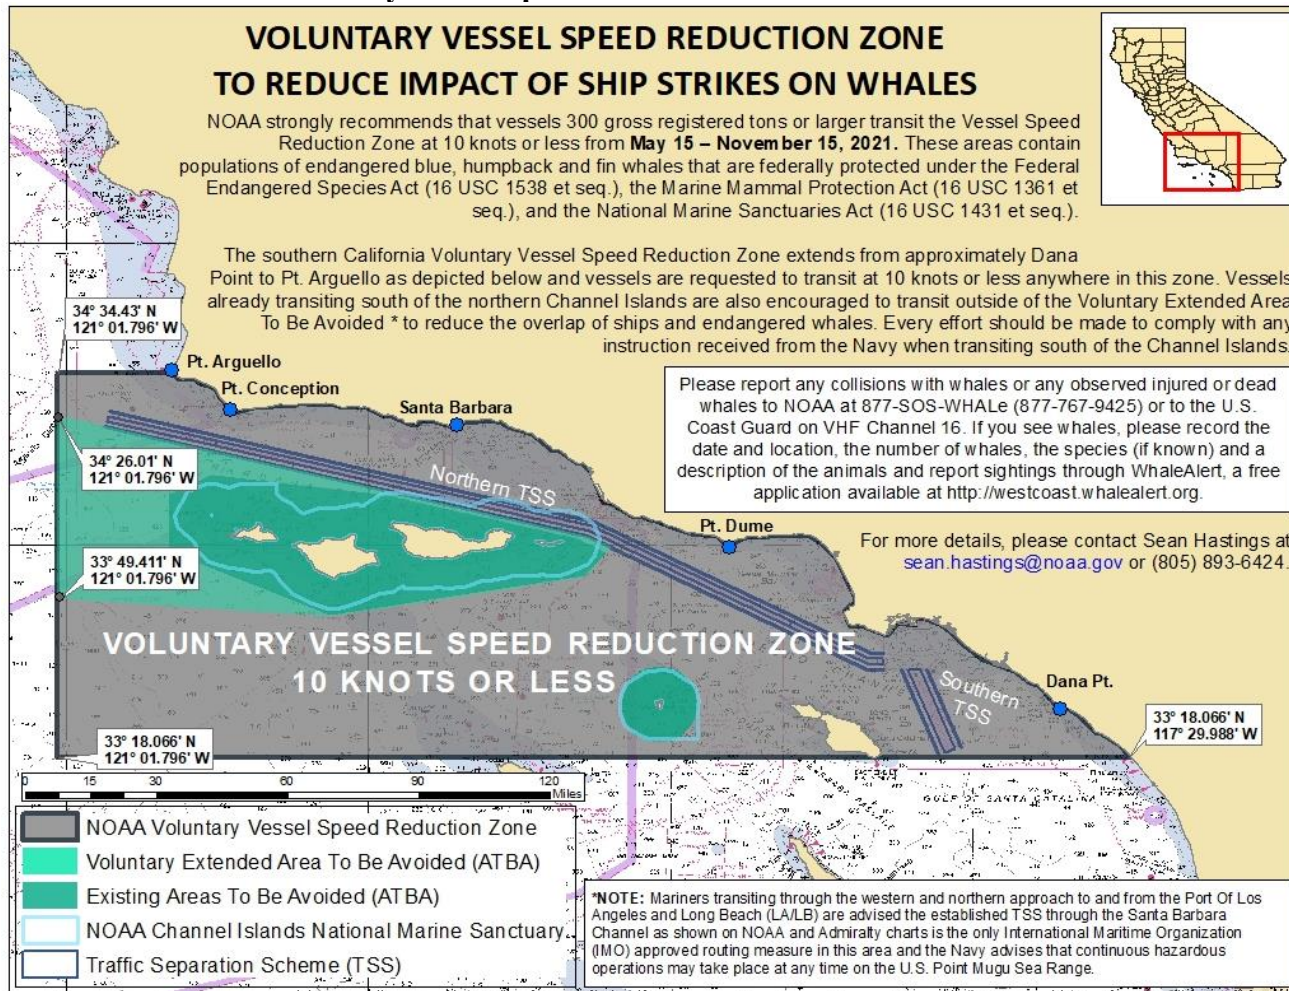 VOLUNTARY VESSEL SPEED REDUCTION ZONE
TO REDUCE IMPACT OF SHIP STRIKES ON WHALES
NOAA strongly recommends that vessels 300 gross registered tons or larger transit the Vessel Speed
Reduction Zone at 10 knots or less from May 15 – November 15, 2021. These areas contain
populations of endangered blue, humpback and fin whales that are federally protected under the Federal
Endangered Species Act (16 USC 1538 et seq.), the Marine Mammal Protection Act (16 USC 1361 et
seq.), and the National Marine Sanctuaries Act (16 USC 1431 et seq.).
The southern California Voluntary Vessel Speed Reduction Zone extends from approximately Dana
Point to Pt. Arguello as depicted below and vessels are requested to transit at 10 knots or less anywhere in this zone. Vessels
already transiting south of the northern Channel Islands are also encouraged to transit outside of the Voluntary Extended Area
To Be Avoided * to reduce the overlap of ships and endangered whales. Every effort should be made to comply with any
instruction received from the Navy when transiting south of the Channel Islands.
34° 34.43' N
121° 01.796' W
Pt. Arguello
Pt. Conception
Santa Barbara
Please report any collisions with whales or any observed injured or dead
whales to NOAA at 877-SOS-WHALe (877-767-9425) or to the U.S.
Coast Guard on VHF Channel 16. If you see whales, please record the
date and location, the number of whales, the species (if known) and a
description of the animals and report sightings through WhaleAlert, a free
application available at http://westcoast.whalealert.org.
34° 26.01' N
121° 01.796' W
Northern TSS
Pt. Dume
For more details, please contact Sean Hastings at
sean.hastings@noaa.gov or (805) 893-6424.
33° 49.411' N
121° 01.796' W
VOLUNTARY VESSEL SPEED REDUCTION ZONE
10 KNOTS OR LESS
Southern
TSS
Dana Pt.
33° 18.066' N
117° 29.988' W
33° 18.066' N
121° 01.796' W
0 15 30 60 90 120
Miles
GULF OF SANTA CATALINA
NOAA Voluntary Vessel Speed Reduction Zone
Voluntary Extended Area To Be Avoided (ATBA)
Existing Areas To Be Avoided (ATBA)
NOAA Channel Islands National Marine Sanctuary
Traffic Separation Scheme (TSS)
*NOTE: Mariners transiting through the western and northern approach to and from the Port Of Los
Angeles and Long Beach (LA/LB) are advised the established TSS through the Santa Barbara
Channel as shown on NOAA and Admiralty charts is the only International Maritime Organization
(IMO) approved routing measure in this area and the Navy advises that continuous hazardous
operations may take place at any time on the U.S. Point Mugu Sea Range.